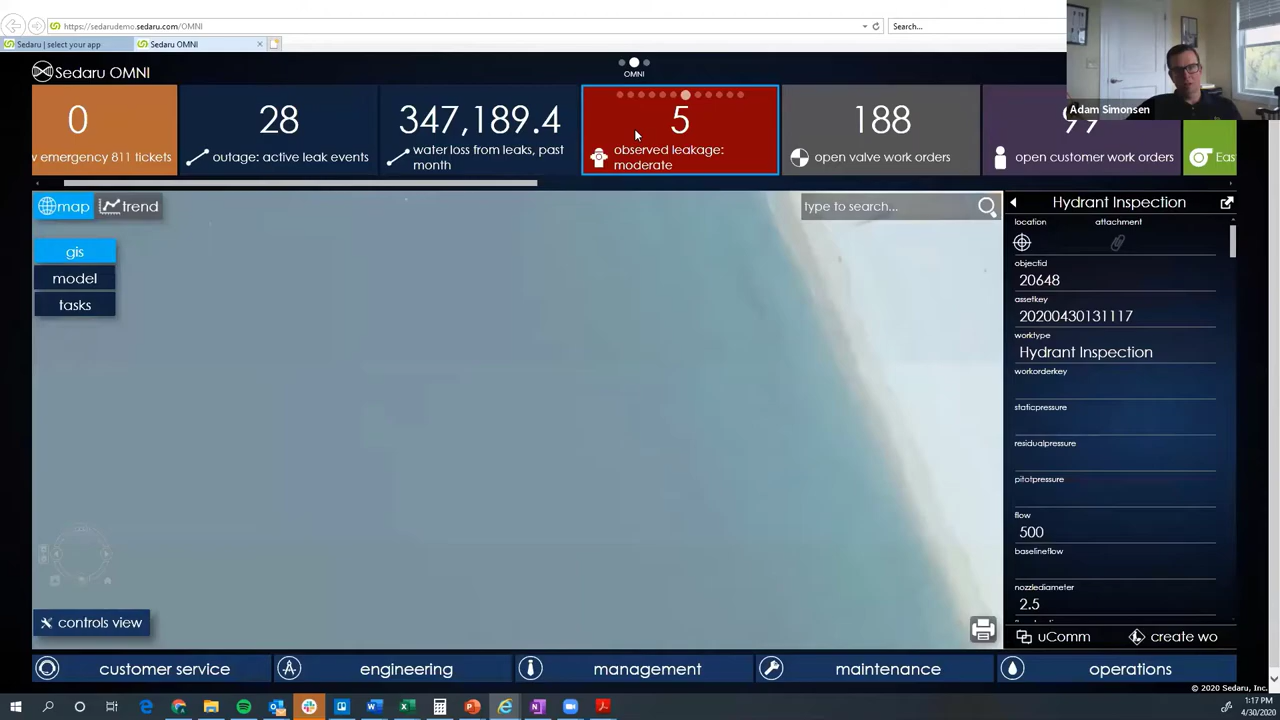 https://sedarudemo.sedaru.com/OMNI
Search...
Sedaru | select your app
Sedaru OMNI
Sedaru OMNI
OMNI
Adam Simonsen
0
w emergency 811 tickets
28
outage: active leak events
347,189.4
water loss from leaks, past
month
5
observed leakage:
moderate
188
open valve work orders
open customer work orders
Eas
map
trend
type to search...
gis
model
tasks
controls view
Hydrant Inspection
location
attachment
objectid
20648
assetkey
20200430131117
worktype
Hydrant Inspection
workorderkey
staticpressure
residualpressure
pitotpressure
flow
500
baselineflow
nozzlediameter
2.5
uComm
create wo
customer service
engineering
management
maintenance
operations
© 2020 Sedaru, Inc.
1:17 PM
4/30/2020